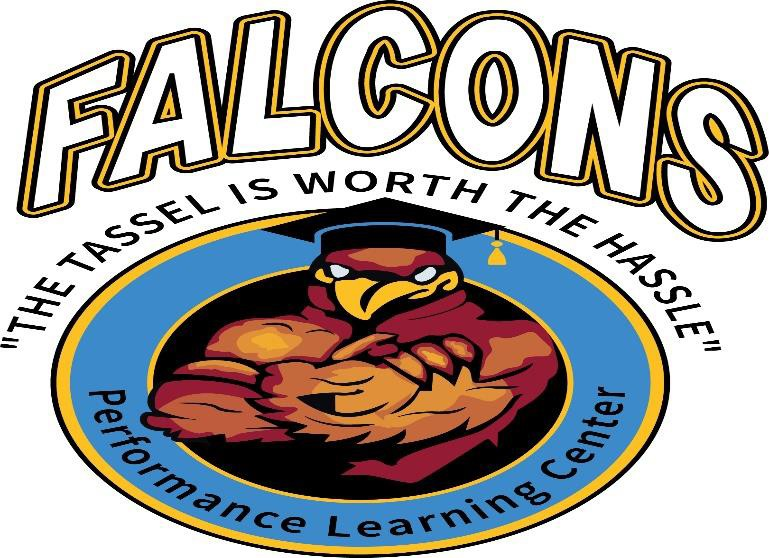 FALCONS
"THE TASSEL IS WORTH THE HASSLE"
Performance Learning Center